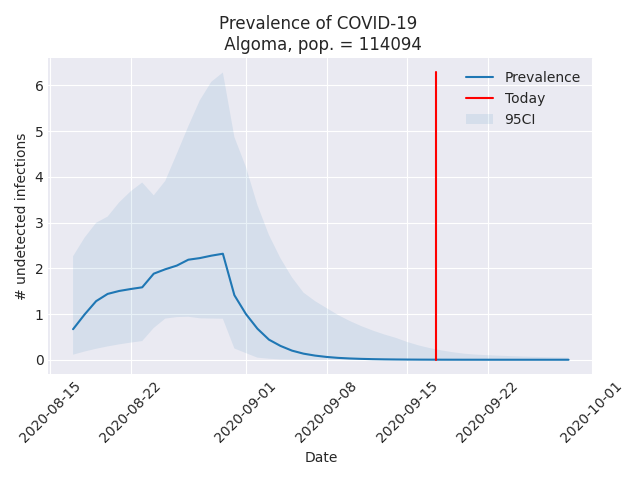 Prevalence of COVID-19
Algoma, pop. = 114094
Prevalence
Today
95CI
# undetected infections
6
5
4
3
2
1
0
2020-08-15
2020-08-22
2020-09-01
2020-09-08
2020-09-15
2020-09-22
2020-10-01
Date